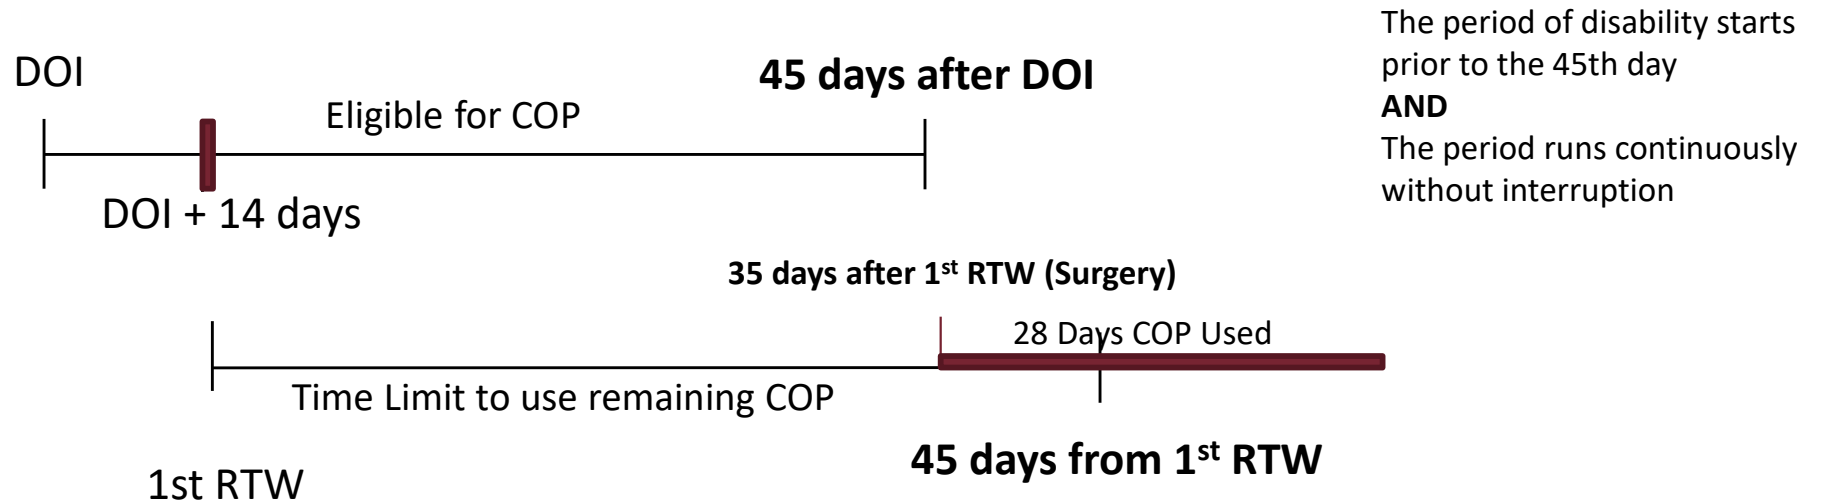 DOI
45 days after DOI
Eligible for COP
DOI + 14 days
The period of disability starts
prior to the 45th day
AND
The period runs continuously
without interruption
35 days after 1st RTW (Surgery)
28 Days COP Used
Time Limit to use remaining COP
45 days from 1st RTW
1st RTW